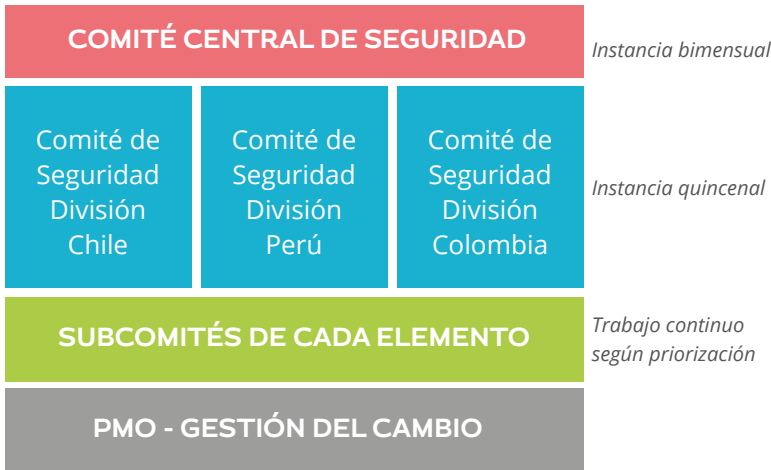 COMITÉ CENTRAL DE SEGURIDAD
Instancia bimensual
Comité de
Seguridad
División
Chile
Comité de
Seguridad
División
Perú
Comité de
Seguridad
División
Colombia
Instancia quincenal
SUBCOMITÉS DE CADA ELEMENTO
Trabajo continuo
según priorización
PMO - GESTIÓN DEL CAMBIO